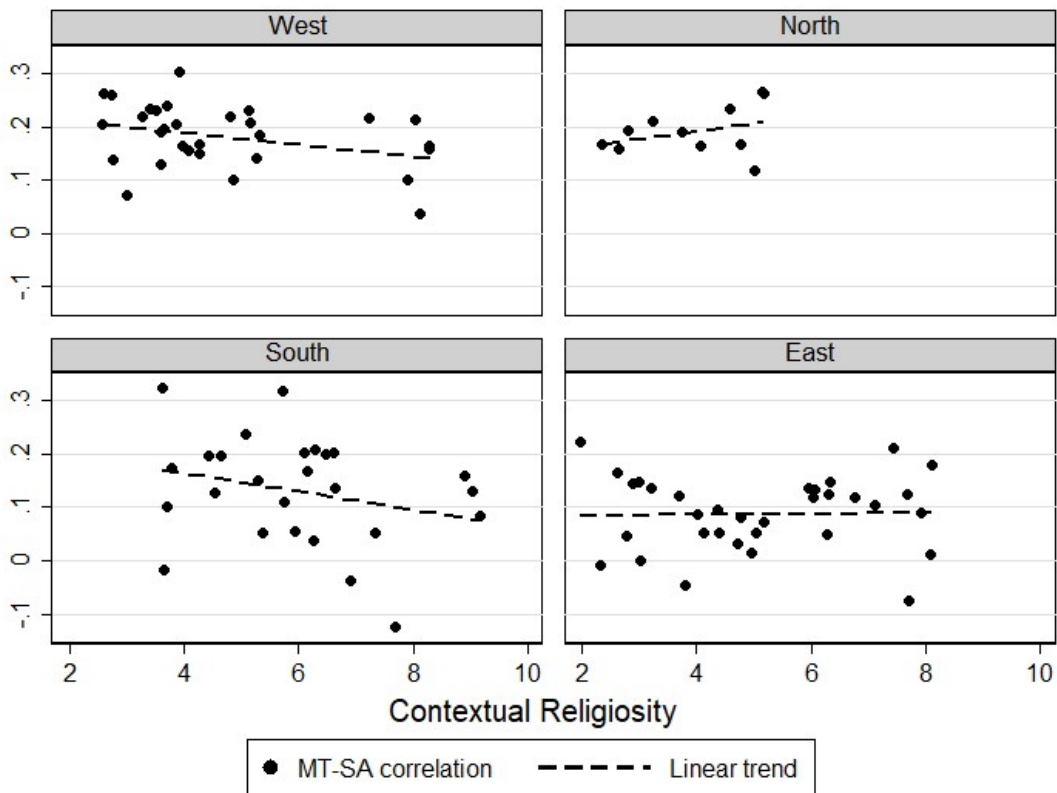 West
North
.3
.2
.1
0
-.1
South
East
.3
.2
.1
0
-.1
2 4 6 8 10 2 4 6 8 10
Contextual Religiosity
MT-SA correlation Linear trend